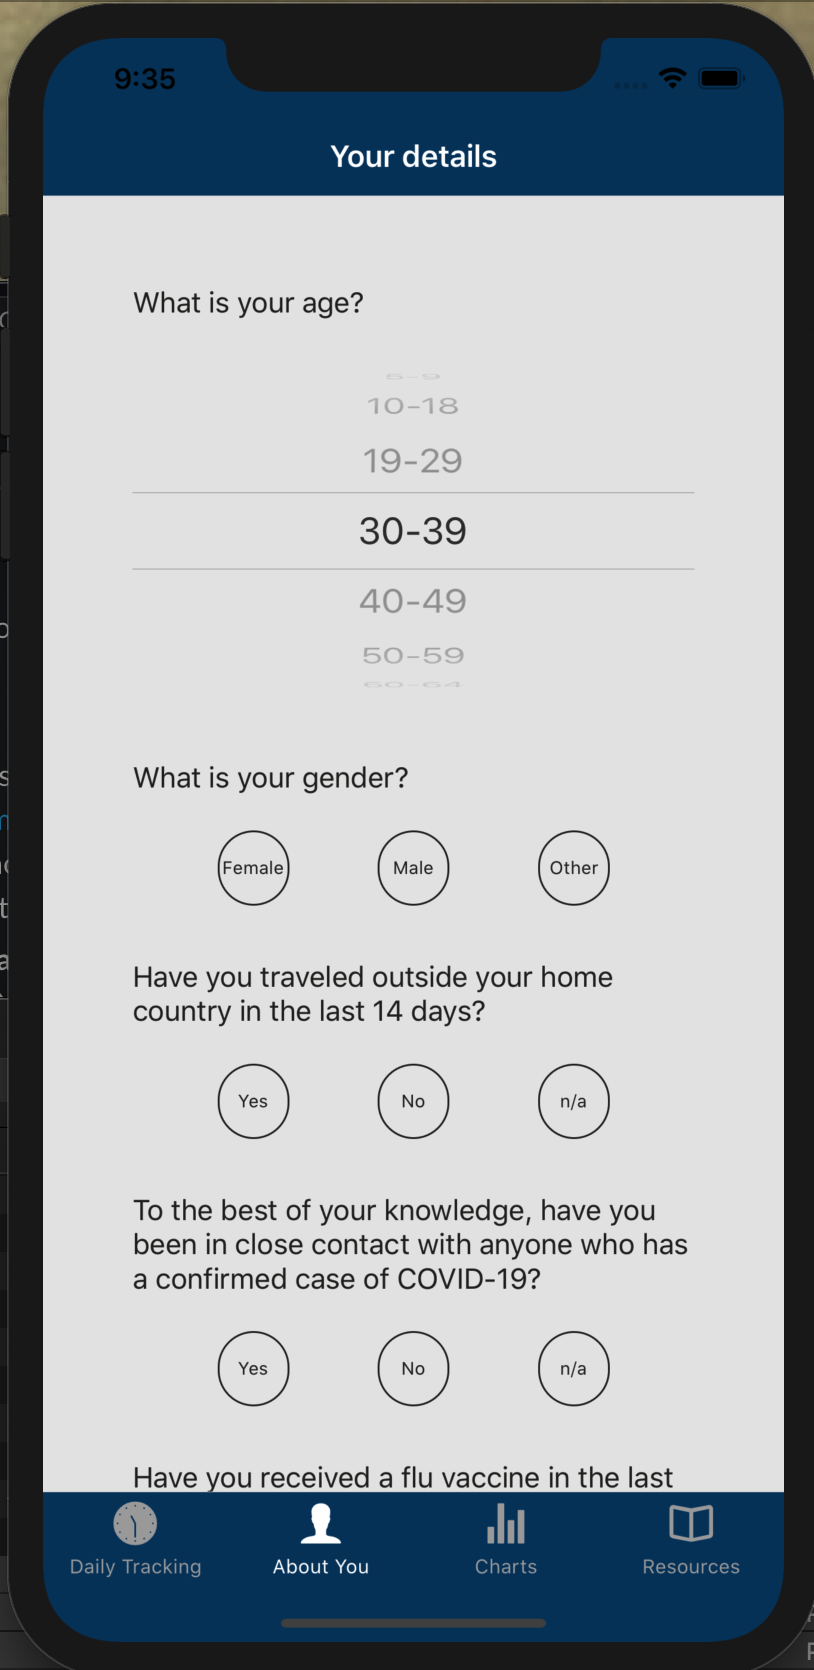 9:35
Your details
What is your age?
5-9
10-18
19-29
30-39
40-49
50-59
60-64
What is your gender?
Female Male Other
Have you traveled outside your home
country in the last 14 days?
Yes No n/a
To the best of your knowledge, have you
been in close contact with anyone who has
a confirmed case of COVID-19?
Yes No n/a
Have you received a flu vaccine in the last
Daily Tracking About You Charts Resources